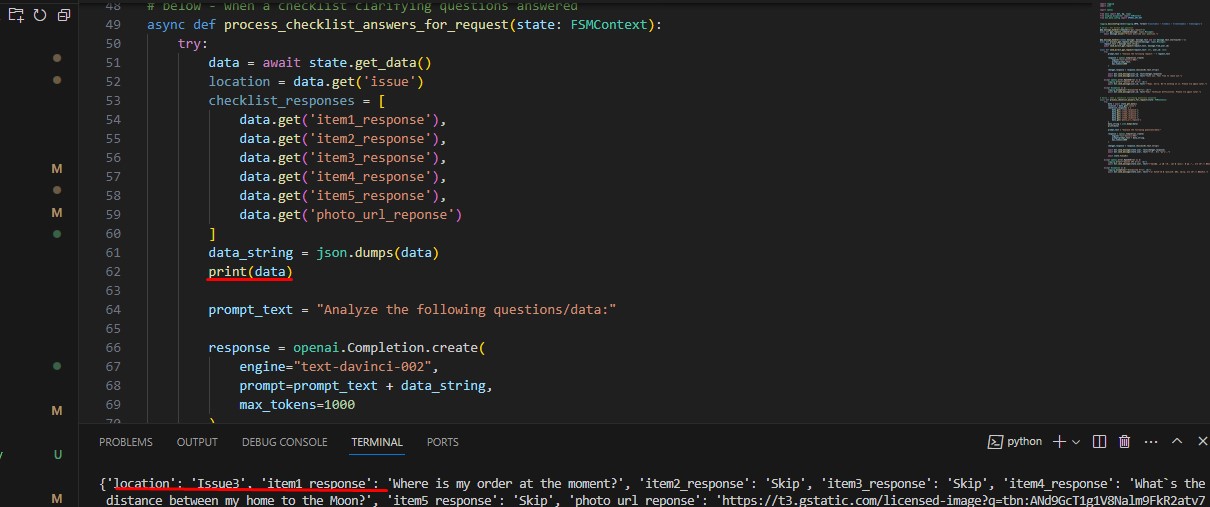 48 # below - when a checklist clarifying questions answered
49 async def process_checklist_answers_for_request(state: FSMContext):
50 try:
51 data = await state.get_data()
52 location = data.get('issue')
53 checklist_responses = [
54 data.get('item1_response'),
55 data.get('item2_response'),
56 data.get('item3_response'),
57 data.get('item4_response'),
58 data.get('item5_response'),
59 data.get('photo_url_reponse')
60 ]
61 data_string = json.dumps(data)
62 print(data)
63
64 prompt_text = "Analyze the following questions/data:"
65
66 response = openai.Completion.create(
67 engine="text-davinci-002",
M
68 prompt=prompt_text + data_string,
69 max_tokens=1000
70 )
M
M
M
PROBLEMS OUTPUT DEBUG CONSOLE TERMINAL PORTS python
U
{'location': 'Issue3', 'item1_response': 'Where is my order at the moment?', 'item2_response': 'Skip', 'item3_response': 'Skip', 'item4_response': 'What`s the
M
distance between my home to the Moon?', 'item5_response': 'Skip', 'photo_url_reponse': 'https://t3.gstatic.com/licensed-image?q=tbn:ANd9GcT1g1V8Nalm9FkR2atv7